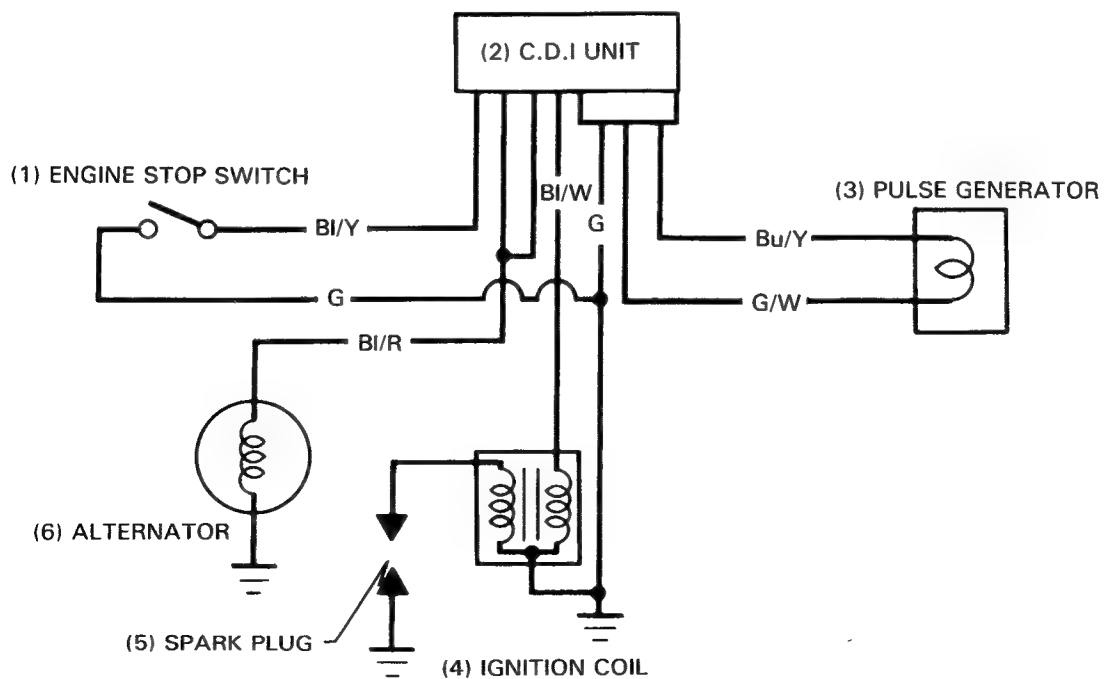 (2) C.D.I UNIT
(1) ENGINE STOP SWITCH
(3) PULSE GENERATOR
Bl/W
Bl/Y
G
Bu/Y
G
G/W
Bl/R
(6) ALTERNATOR
(5) SPARK PLUG
(4) IGNITION COIL